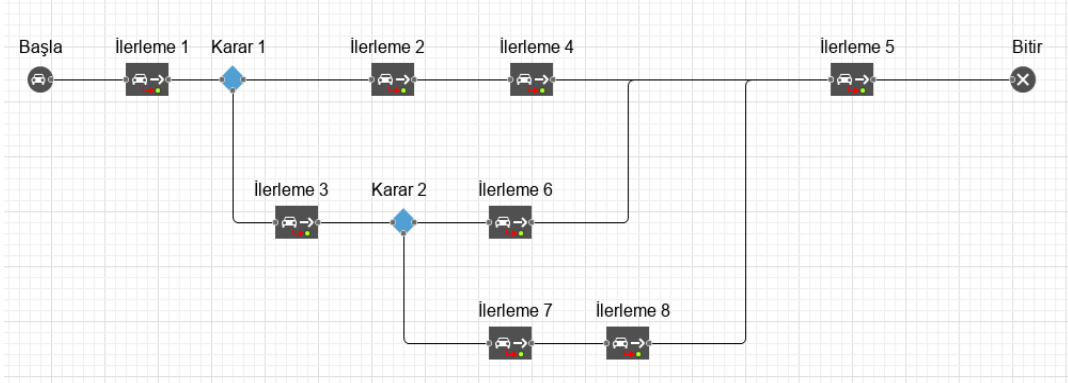 Başla
İlerleme 1
Karar 1
İlerleme 2
İlerleme 4
İlerleme 5
Bitir
İlerleme 3
Karar 2
İlerleme 6
İlerleme 7
İlerleme 8